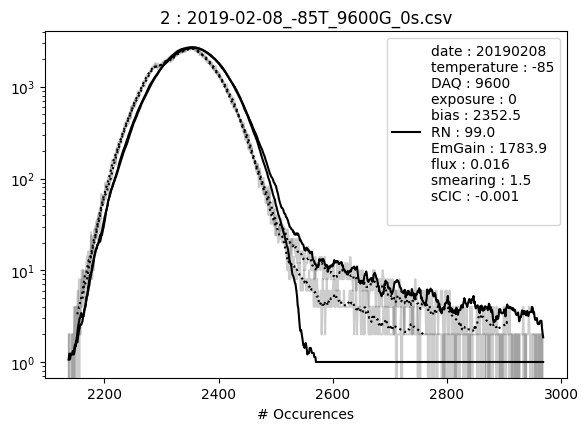 2 : 2019-02-08_-85T_9600G_0s.csv
date : 20190208
temperature : -85
DAQ : 9600
exposure : 0
bias : 2352.5
RN : 99.0
EmGain : 1783.9
flux : 0.016
smearing : 1.5
sCIC : -0.001
10³
10²
10¹
10⁰
2200 2400 2600 2800 3000
# Occurences